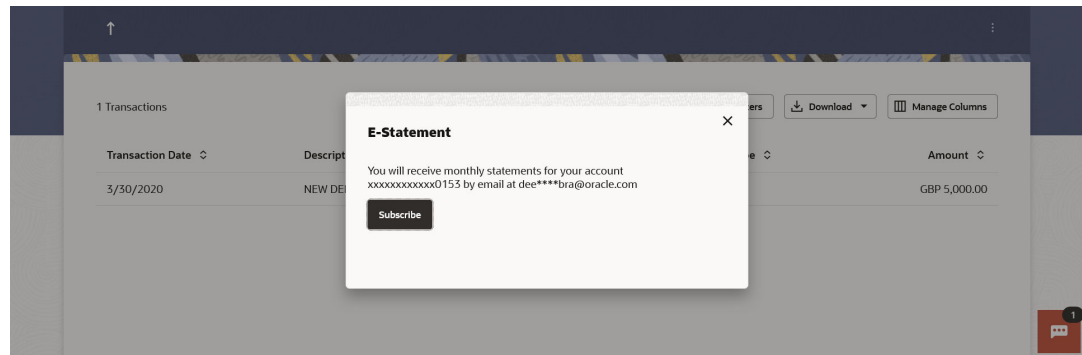 1 Transactions
Download
Manage Columns
E-Statement
Transaction Date
Amount
You will receive monthly statements for your account
xxxxxxxxxxxx0153 by email at dee****bra@oracle.com
3/30/2020
NEW
GBP 5,000.00
Subscribe
1